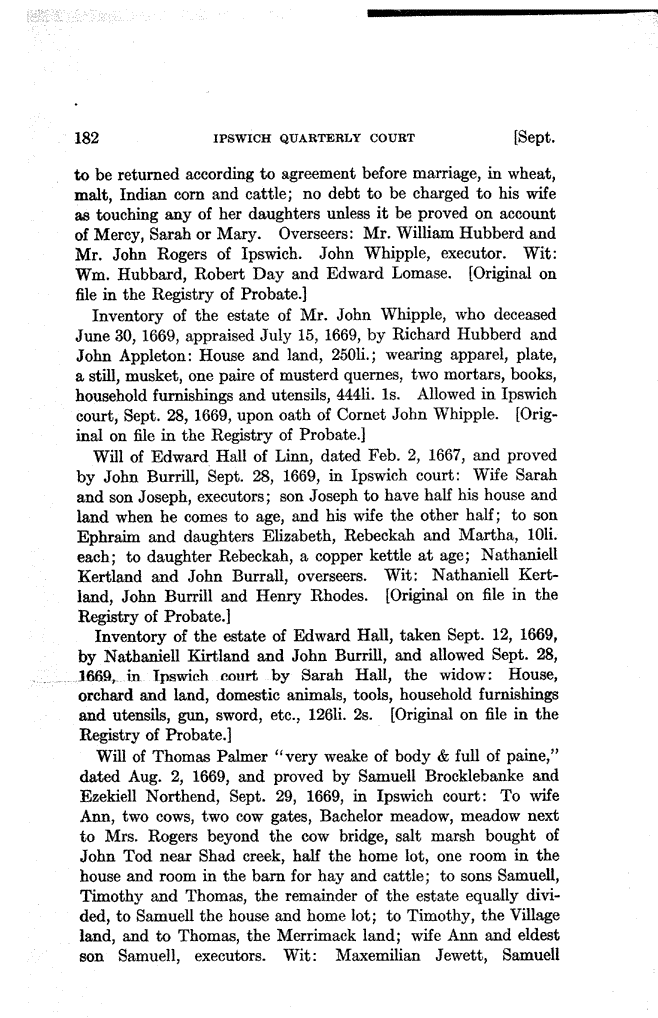 182 IPSWICH QUARTERLY COURT [Sept.
to be returned according to agreement before marriage, in wheat,
malt, Indian corn and cattle; no debt to be charged to his wife
as touching any of her daughters unless it be proved on account
of Mercy, Sarah or Mary. Overseers: Mr. William Hubberd and
Mr. John Rogers of Ipswich. John Whipple, executor. Wit:
Wm. Hubbard, Robert Day and Edward Lomase. [Original on
file in the Registry of Probate.]
Inventory of the estate of Mr. John Whipple, who deceased
June 30, 1669, appraised July 15, 1669, by Richard Hubberd and
John Appleton: House and land, 250li.; wearing apparel, plate,
a still, musket, one paire of musterd quernes, two mortars, books,
household furnishings and utensils, 444li. 1s. Allowed in Ipswich
court, Sept. 28, 1669, upon oath of Cornet John Whipple. [Orig-
inal on file in the Registry of Probate.]
Will of Edward Hall of Linn, dated Feb. 2, 1667, and proved
by John Burrill, Sept. 28, 1669, in Ipswich court: Wife Sarah
and son Joseph, executors; son Joseph to have half his house and
land when he comes to age, and his wife the other half; to son
Ephraim and daughters Elizabeth, Rebeckah and Martha, 10li.
each; to daughter Rebeckah, a copper kettle at age; Nathaniell
Kertland and John Burrall, overseers. Wit: Nathaniell Kert-
land, John Burrill and Henry Rhodes. [Original on file in the
Registry of Probate.]
Inventory of the estate of Edward Hall, taken Sept. 12, 1669,
by Nathaniell Kirtland and John Burrill, and allowed Sept. 28,
1669, in Ipswich court by Sarah Hall, the widow: House,
orchard and land, domestic animals, tools, household furnishings
and utensils, gun, sword, etc., 126li. 2s. [Original on file in the
Registry of Probate.]
Will of Thomas Palmer "very weake of body & full of paine,"
dated Aug. 2, 1669, and proved by Samuell Brocklebanke and
Ezekiell Northend, Sept. 29, 1669, in Ipswich court: To wife
Ann, two cows, two cow gates, Bachelor meadow, meadow next
to Mrs. Rogers beyond the cow bridge, salt marsh bought of
John Tod near Shad creek, half the home lot, one room in the
house and room in the barn for hay and cattle; to sons Samuell,
Timothy and Thomas, the remainder of the estate equally divi-
ded, to Samuell the house and home lot; to Timothy, the Village
land, and to Thomas, the Merrimack land; wife Ann and eldest
son Samuell, executors. Wit: Maxemilian Jewett, Samuell